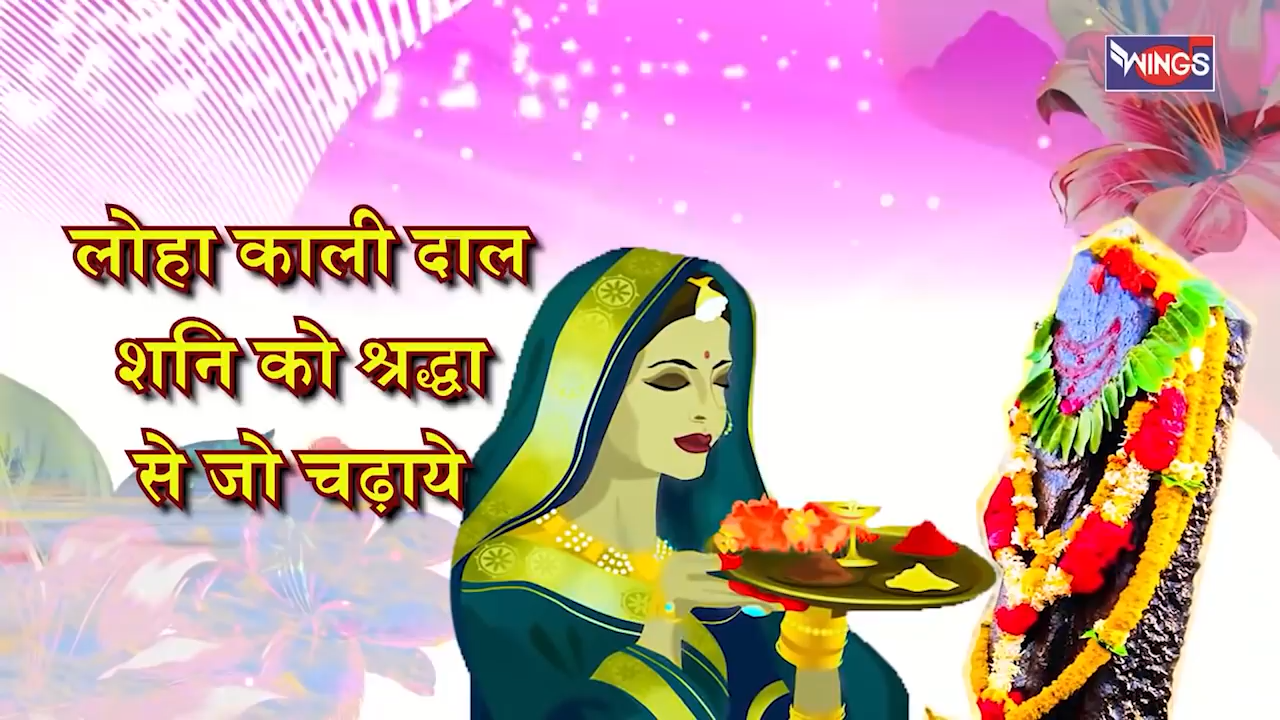 WINGS
लोहा काली दाल
शनि को श्रद्धा
से जो चढ़ाये